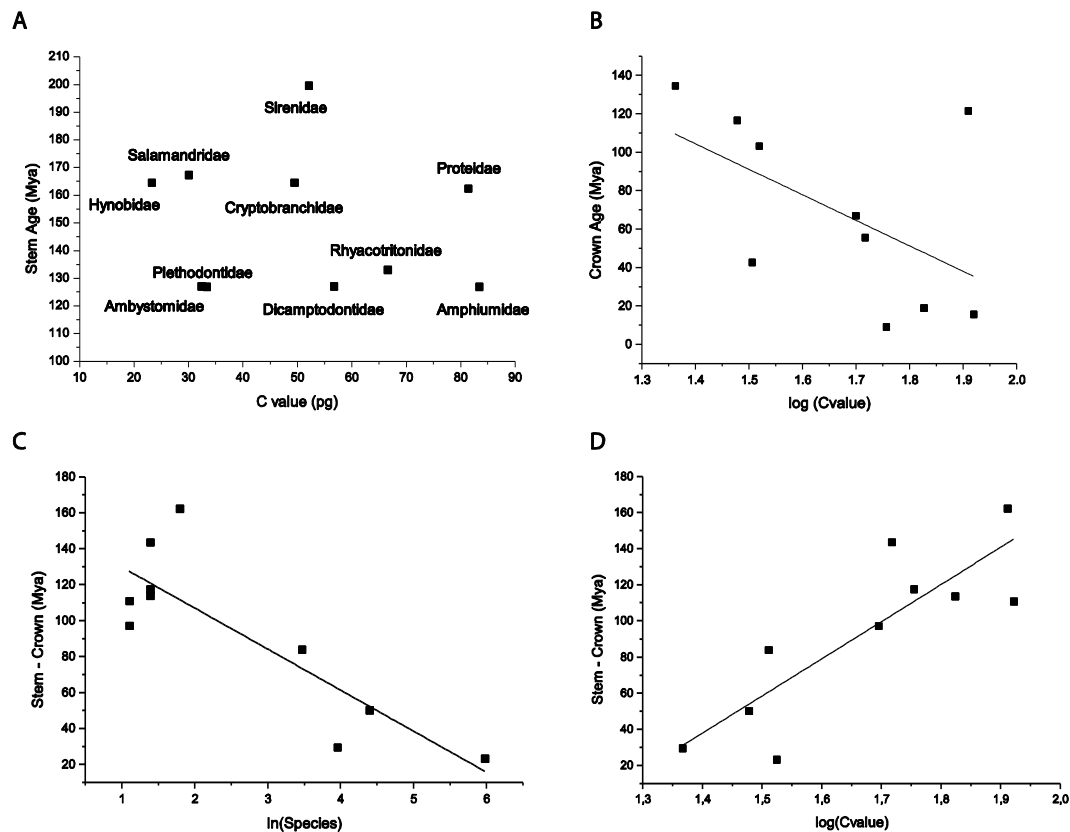 A
B
210
200
190
180
170
160
150
140
130
120
110
100
Stem Age (Mya)
Sirenidae
Salamandridae
Proteidae
Hynobidae
Cryptobranchidae
Rhyacotritonidae
Plethodontidae
Ambystomidae
Dicamptodontidae
Amphiumidae
10 20 30 40 50 60 70 80 90
C value (pg)
140
120
100
80
60
40
20
0
Crown Age (Mya)
1.3 1.4 1.5 1.6 1.7 1.8 1.9 2.0
log (Cvalue)
C
D
180
160
140
120
100
80
60
40
20
Stem - Crown (Mya)
1 2 3 4 5 6
ln(Species)
180
160
140
120
100
80
60
40
20
Stem - Crown (Mya)
1,3 1,4 1,5 1,6 1,7 1,8 1,9 2,0
log(Cvalue)